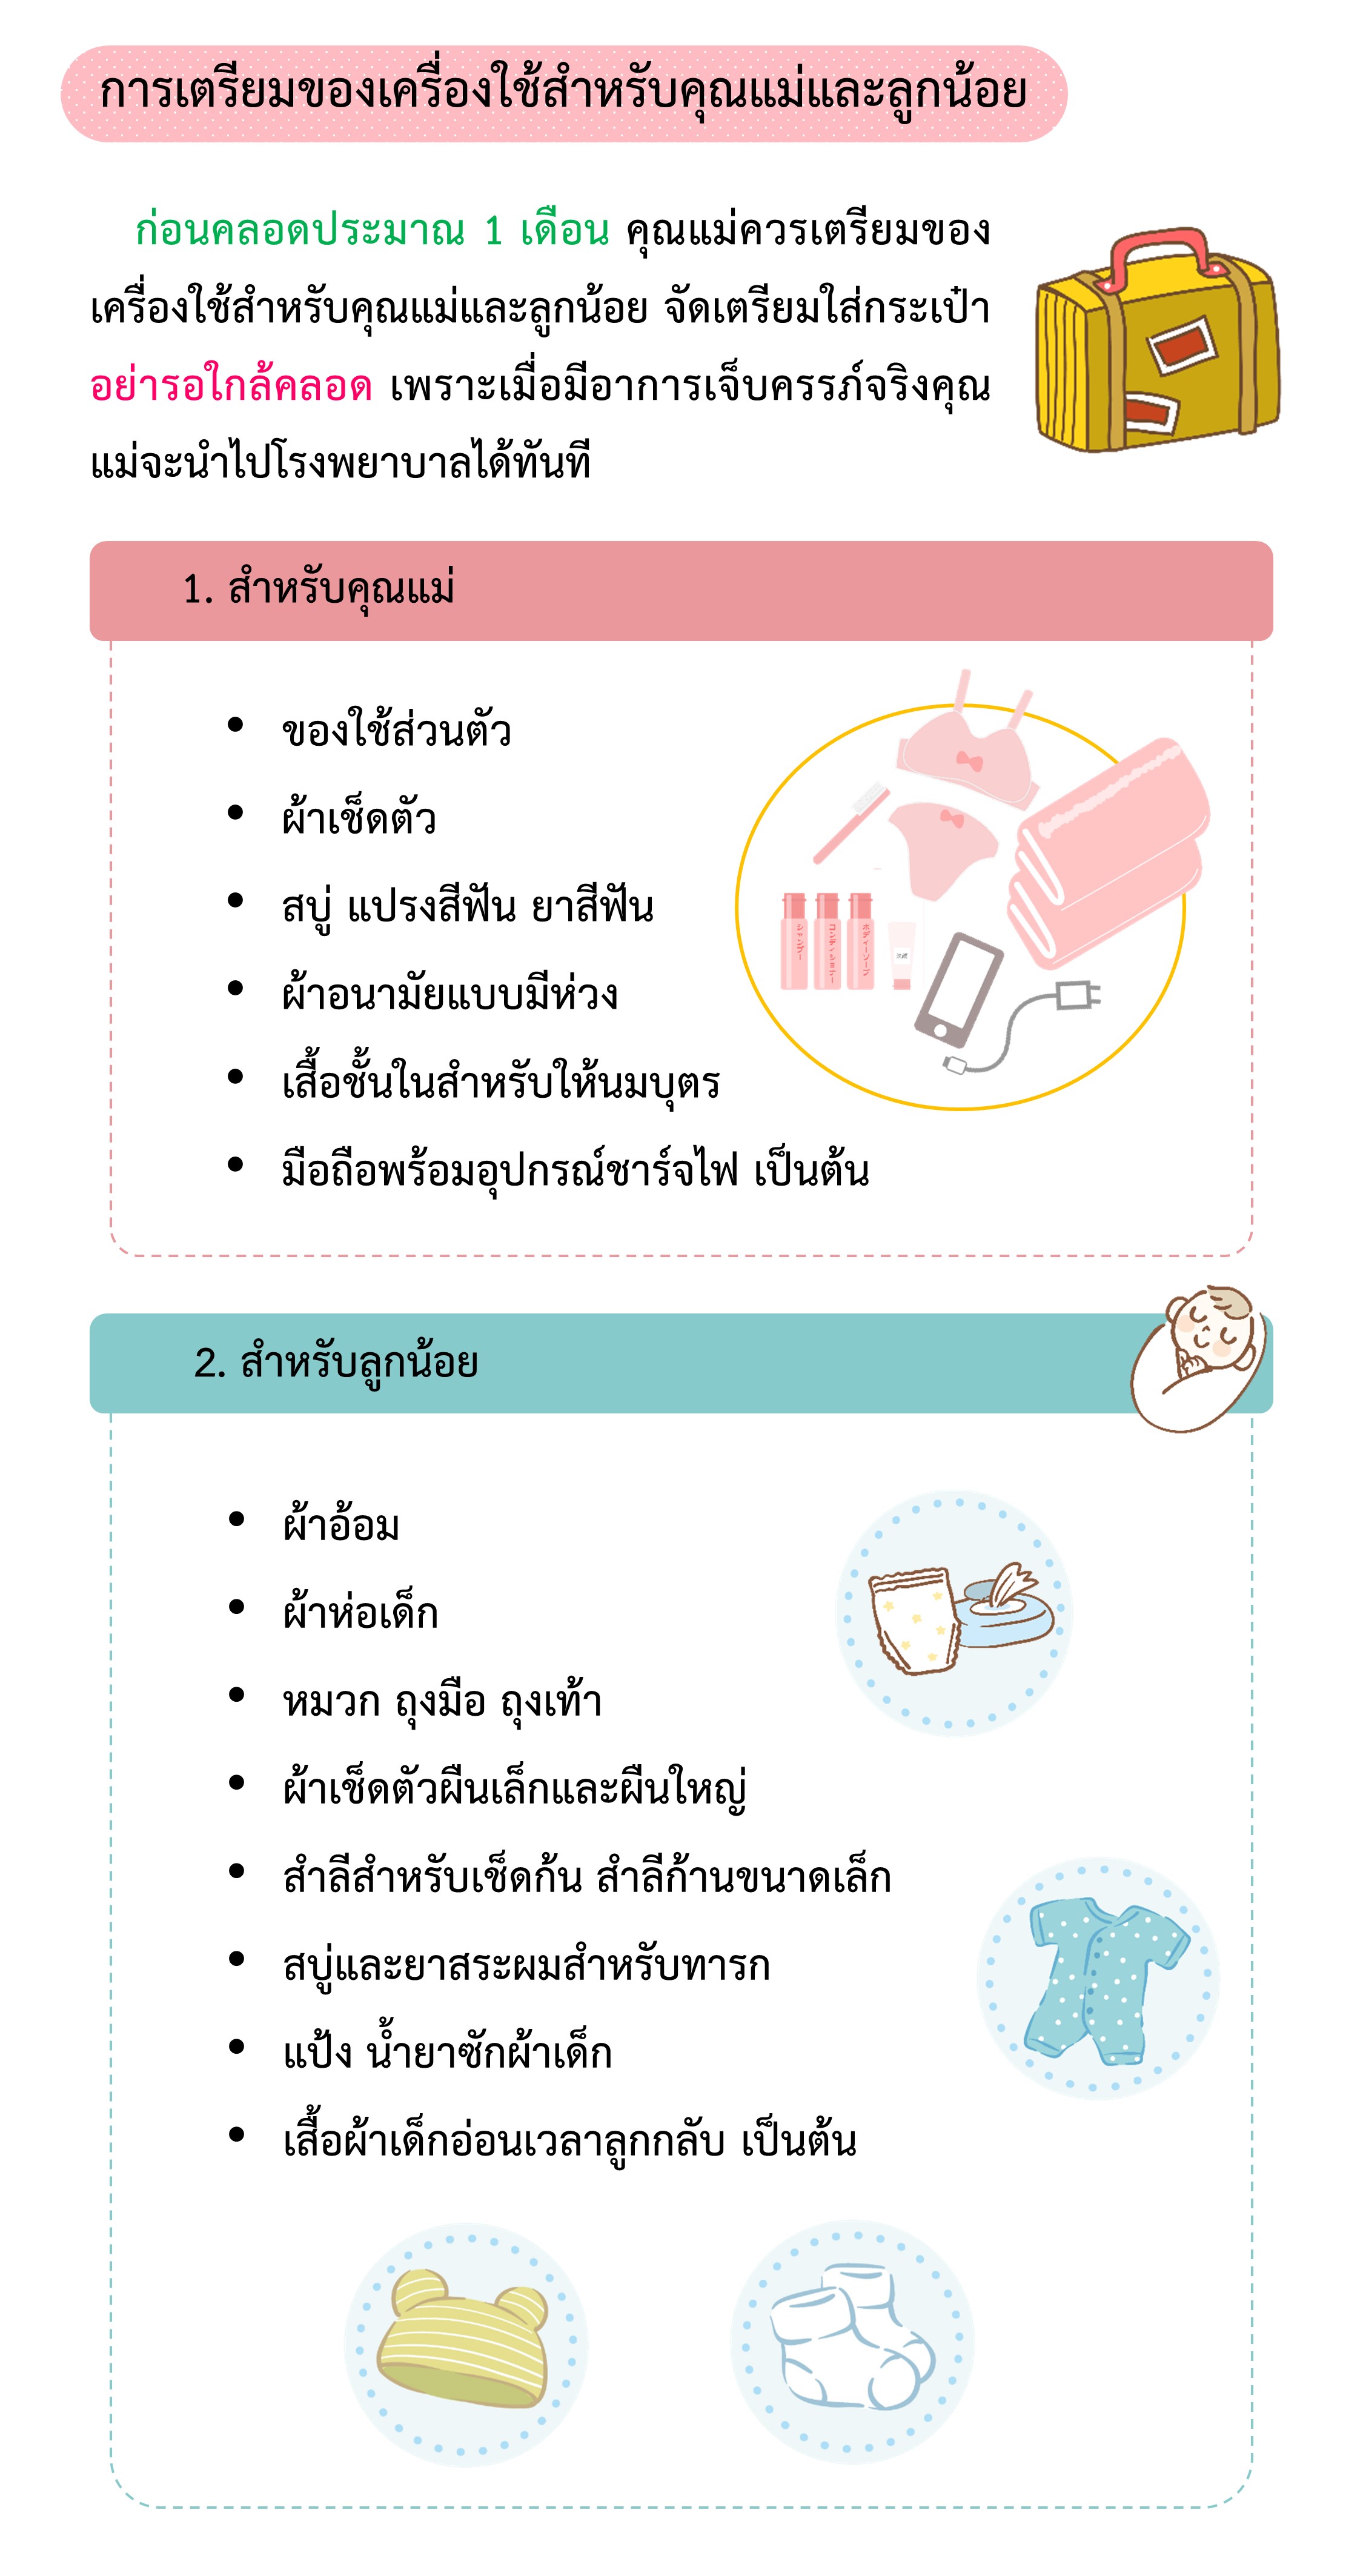 การเตรียมของเครื่องใช้สำหรับคุณแม่และลูกน้อย
ก่อนคลอดประมาณ 1 เดือน คุณแม่ควรเตรียมของ
เครื่องใช้สำหรับคุณแม่และลูกน้อย จัดเตรียมใส่กระเป๋า
อย่ารอใกล้คลอด เพราะเมื่อมีอาการเจ็บครรภ์จริงคุณ
แม่จะนำไปโรงพยาบาลได้ทันที
1. สำหรับคุณแม่
• ของใช้ส่วนตัว
• ผ้าเช็ดตัว
• สบู่ แปรงสีฟัน ยาสีฟัน
• ผ้าอนามัยแบบมีห่วง
• เสื้อชั้นในสำหรับให้นมบุตร
• มือถือพร้อมอุปกรณ์ชาร์จไฟ เป็นต้น
シャンプー
コンディショナー
ボディーソープ
2. สำหรับลูกน้อย
• ผ้าอ้อม
• ผ้าห่อเด็ก
• หมวก ถุงมือ ถุงเท้า
• ผ้าเช็ดตัวผืนเล็กและผืนใหญ่
• สำลีสำหรับเช็ดก้น สำลีก้านขนาดเล็ก
• สบู่และยาสระผมสำหรับทารก
• แป้ง น้ำยาซักผ้าเด็ก
• เสื้อผ้าเด็กอ่อนเวลาลูกกลับ เป็นต้น